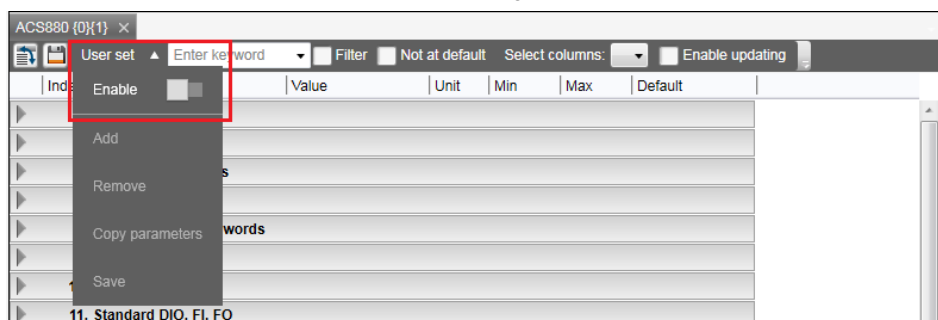 ACS880 {0}{1} ×
User set Enter keyword Filter Not at default Select columns: Enable updating
Value Unit Min Max Default
Enable
Add
s
Remove
Copy parameters words
Save
11. Standard DIO, FI, FO